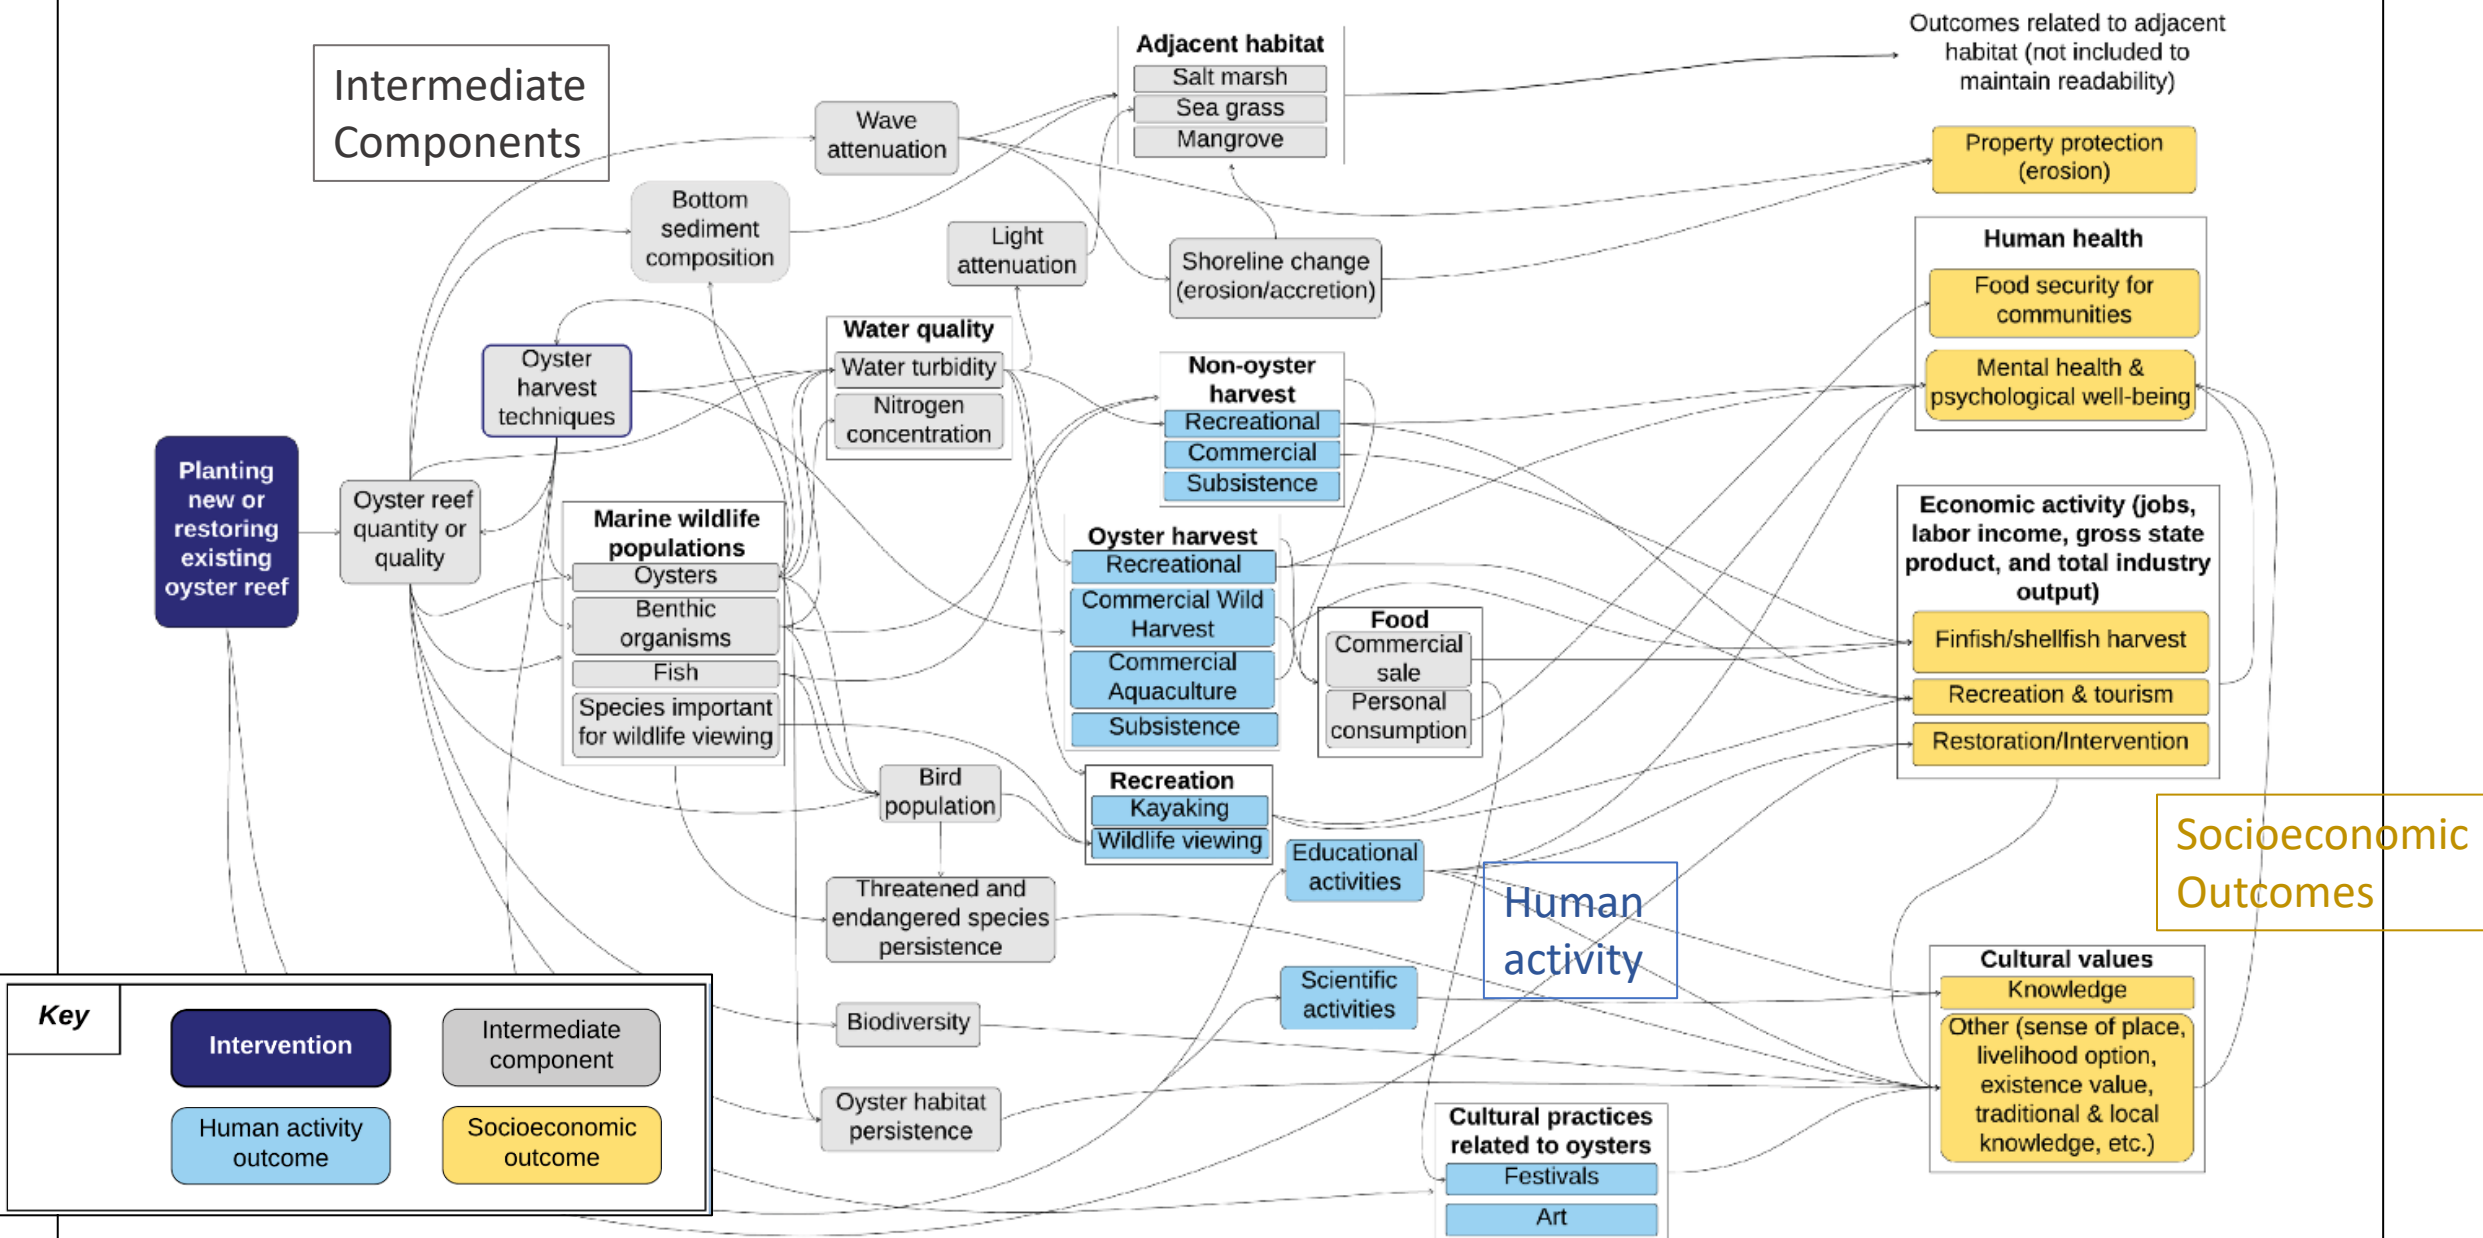 Intermediate
Components
Wave
attenuation
Adjacent habitat
Salt marsh
Sea grass
Mangrove
Outcomes related to adjacent
habitat (not included to
maintain readability)
Property protection
(erosion)
Bottom
sediment
composition
Light
attenuation
Shoreline change
(erosion/accretion)
Human health
Food security for
communities
Mental health &
psychological well-being
Oyster
harvest
techniques
Water quality
Water turbidity
Nitrogen
concentration
Non-oyster
harvest
Recreational
Commercial
Subsistence
Planting
new or
restoring
existing
oyster reef
Oyster reef
quantity or
quality
Marine wildlife
populations
Oysters
Benthic
organisms
Fish
Species important
for wildlife viewing
Oyster harvest
Recreational
Commercial Wild
Harvest
Commercial
Aquaculture
Subsistence
Food
Commercial
sale
Personal
consumption
Economic activity (jobs,
labor income, gross state
product, and total industry
output)
Finfish/shellfish harvest
Recreation & tourism
Restoration/Intervention
Bird
population
Recreation
Kayaking
Wildlife viewing
Educational
activities
Human
activity
Socioeconomic
Outcomes
Threatened and
endangered species
persistence
Scientific
activities
Cultural values
Knowledge
Other (sense of place,
livelihood option,
existence value,
traditional & local
knowledge, etc.)
Biodiversity
Oyster habitat
persistence
Cultural practices
related to oysters
Festivals
Art
Key
Intervention
Intermediate
component
Human activity
outcome
Socioeconomic
outcome